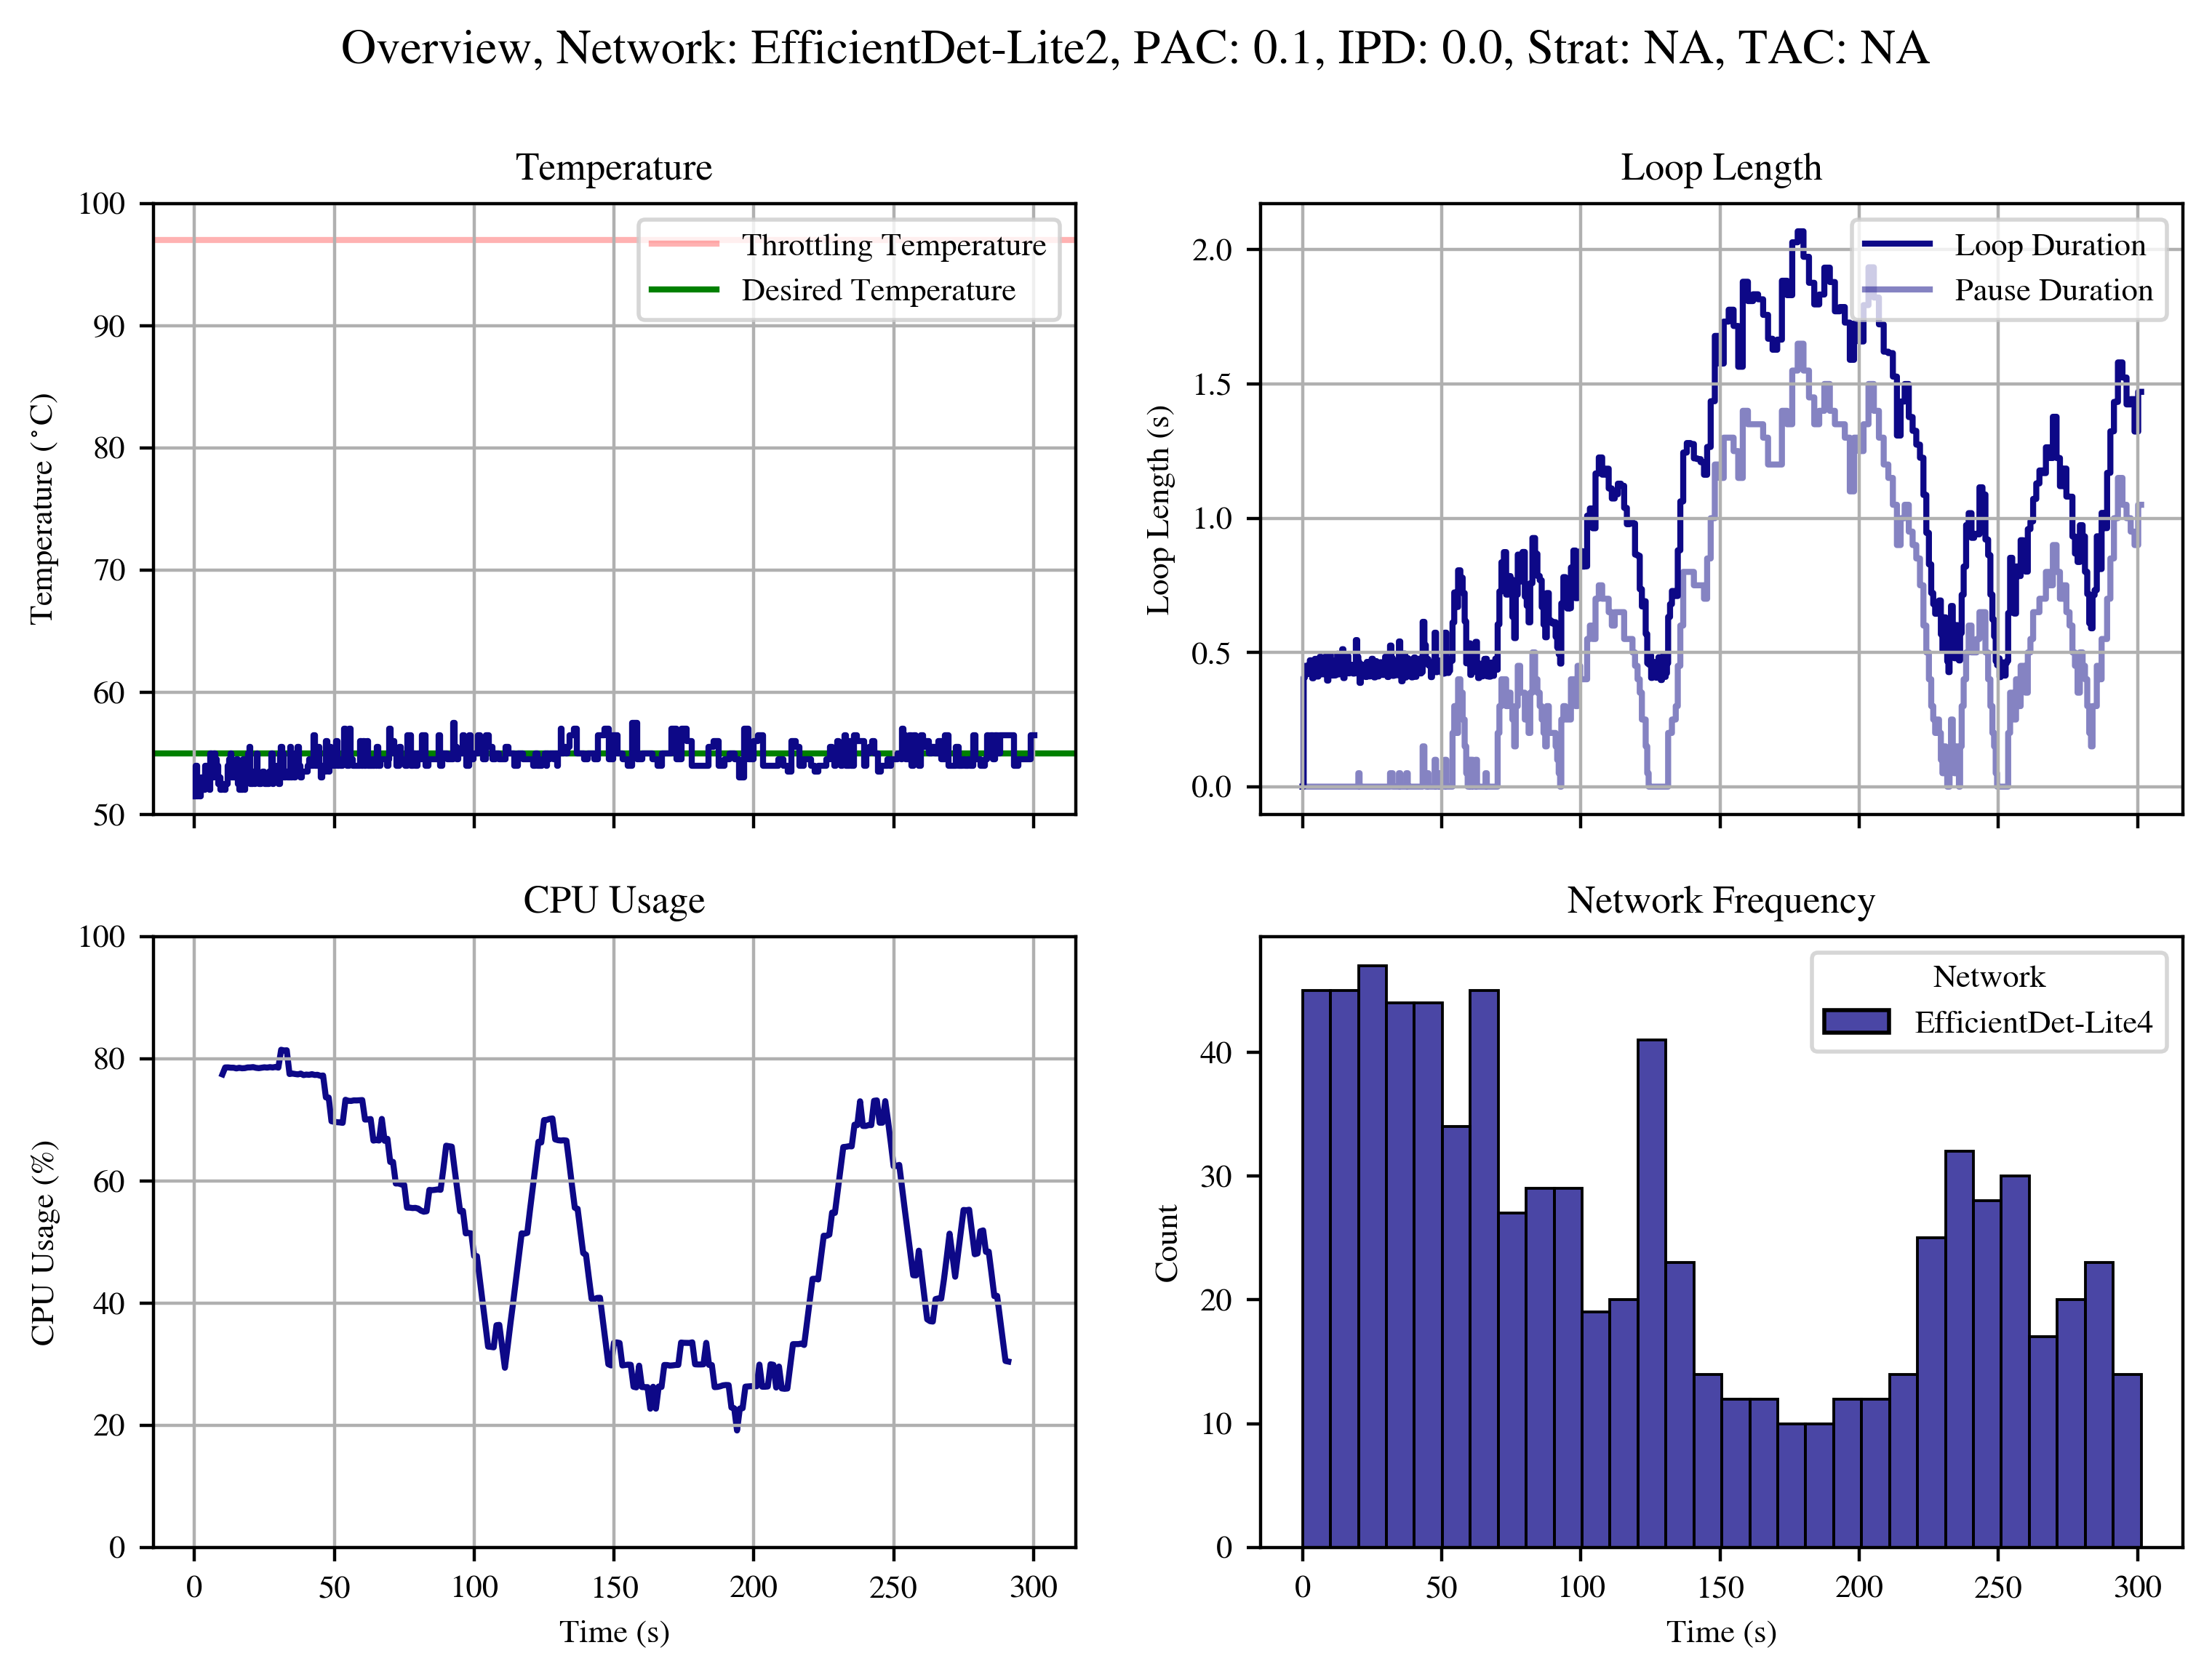 Overview, Network: EfficientDet-Lite2, PAC: 0.1, IPD: 0.0, Strat: NA, TAC: NA
Temperature
100
90
80
70
60
50
Temperature (°C)
Throttling Temperature
Desired Temperature
Loop Length
2.0
1.5
1.0
0.5
0.0
Loop Length (s)
Loop Duration
Pause Duration
CPU Usage
100
80
60
40
20
0
CPU Usage (%)
0 50 100 150 200 250 300
Time (s)
Network Frequency
40
30
20
10
0
Count
Network
EfficientDet-Lite4
0 50 100 150 200 250 300
Time (s)